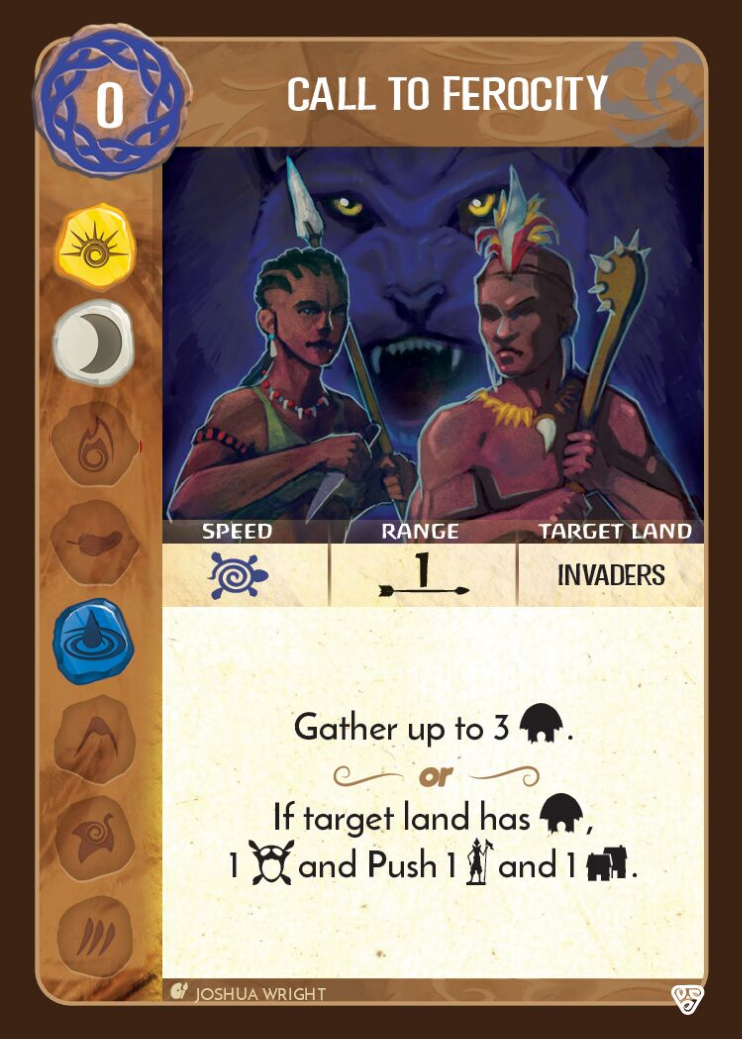 0
CALL TO FEROCITY
SPEED RANGE TARGET LAND
1 INVADERS
Gather up to 3 .
or
If target land has ,
1 and Push 1 and 1 .
JOSHUA WRIGHT